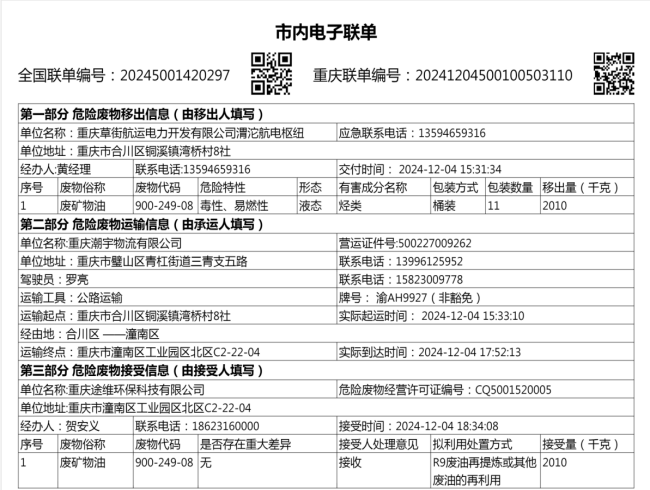 市内电子联单
全国联单编号：20245001420297 重庆联单编号：20241204500100503110
第一部分 危险废物移出信息（由移出人填写）
单位名称：重庆草街航运电力开发有限公司渭沱航电枢纽 应急联系电话：13594659316
单位地址：重庆市合川区铜溪镇湾桥村8社
经办人:黄经理 联系电话:13594659316 交付时间： 2024-12-04 15:31:34
序号 废物俗称 废物代码 危险特性 形态 有害成分名称 包装方式 包装数量 移出量（千克）
1 废矿物油 900-249-08 毒性、易燃性 液态 烃类 桶装 11 2010
第二部分 危险废物运输信息（由承运人填写）
单位名称:重庆潮宇物流有限公司 营运证件号:500227009262
单位地址：重庆市璧山区青杠街道三青支五路 联系电话：13996125952
驾驶员：罗亮 联系电话：15823009778
运输工具：公路运输 牌号： 渝AH9927（非豁免）
运输起点：重庆市合川区铜溪镇湾桥村8社 实际起运时间： 2024-12-04 15:33:10
经由地：合川区 ——潼南区
运输终点：重庆市潼南区工业园区北区C2-22-04 实际到达时间：2024-12-04 17:52:13
第三部分 危险废物接受信息（由接受人填写）
单位名称：重庆途维环保科技有限公司 危险废物经营许可证编号：CQ5001520005
单位地址:重庆市潼南区工业园区北区C2-22-04
经办人：贺安义 联系电话：18623160000 接受时间：2024-12-04 18:34:08
序号 废物俗称 废物代码 是否存在重大差异 接受人处理意见 拟利用处置方式 接受量（千克）
1 废矿物油 900-249-08 无 接收 R9废油再提炼或其他 2010
废油的再利用